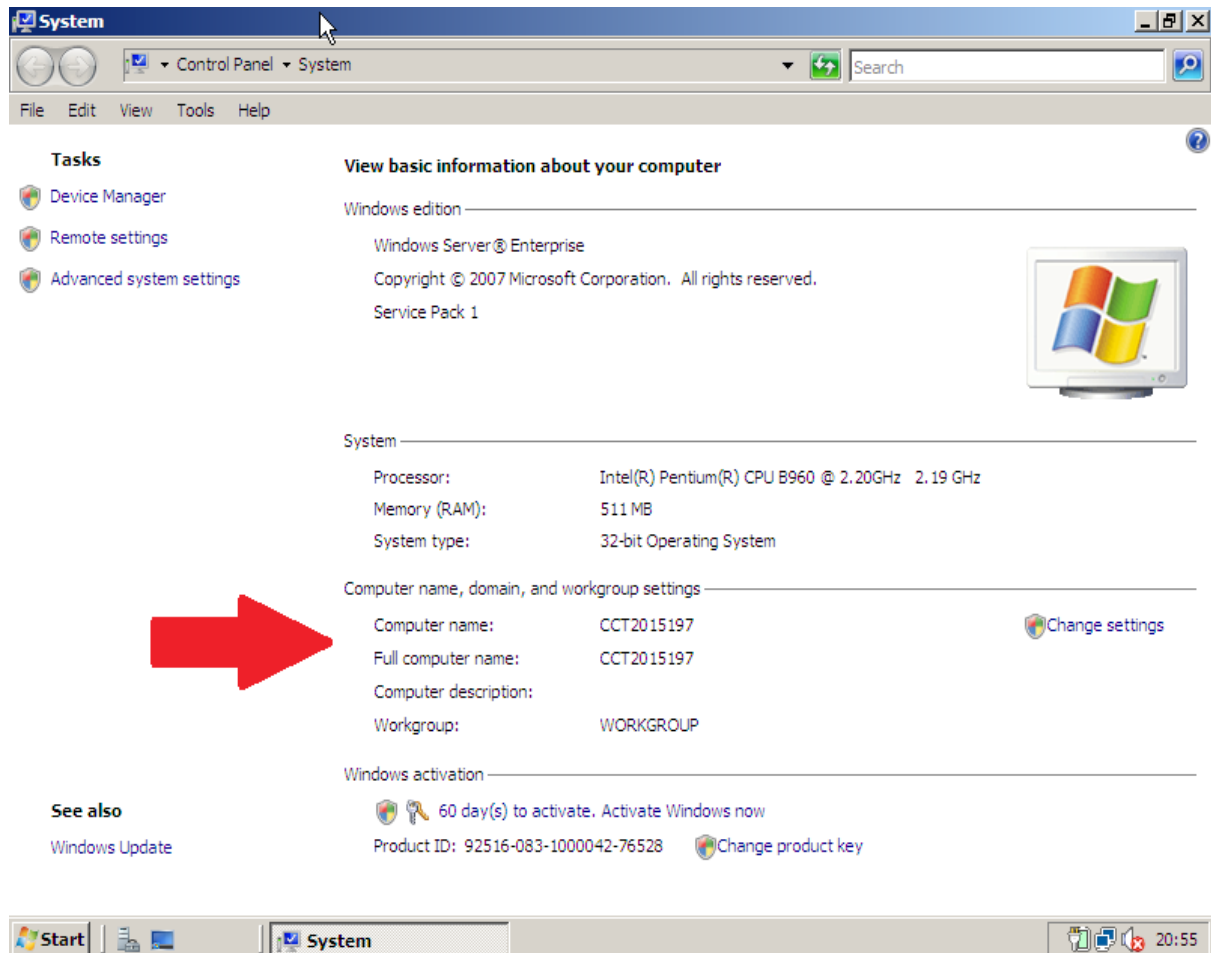 System
Control Panel System
Search
File Edit View Tools Help
Tasks
Device Manager
Remote settings
Advanced system settings
View basic information about your computer
Windows edition
Windows Server® Enterprise
Copyright © 2007 Microsoft Corporation. All rights reserved.
Service Pack 1
System
Processor: Intel(R) Pentium(R) CPU B960 @ 2.20GHz 2.19 GHz
Memory (RAM): 511 MB
System type: 32-bit Operating System
Computer name, domain, and workgroup settings
Computer name: CCT2015197 Change settings
Full computer name: CCT2015197
Computer description:
Workgroup: WORKGROUP
Windows activation
60 day(s) to activate. Activate Windows now
Product ID: 92516-083-1000042-76528 Change product key
See also
Windows Update
Start System 20:55